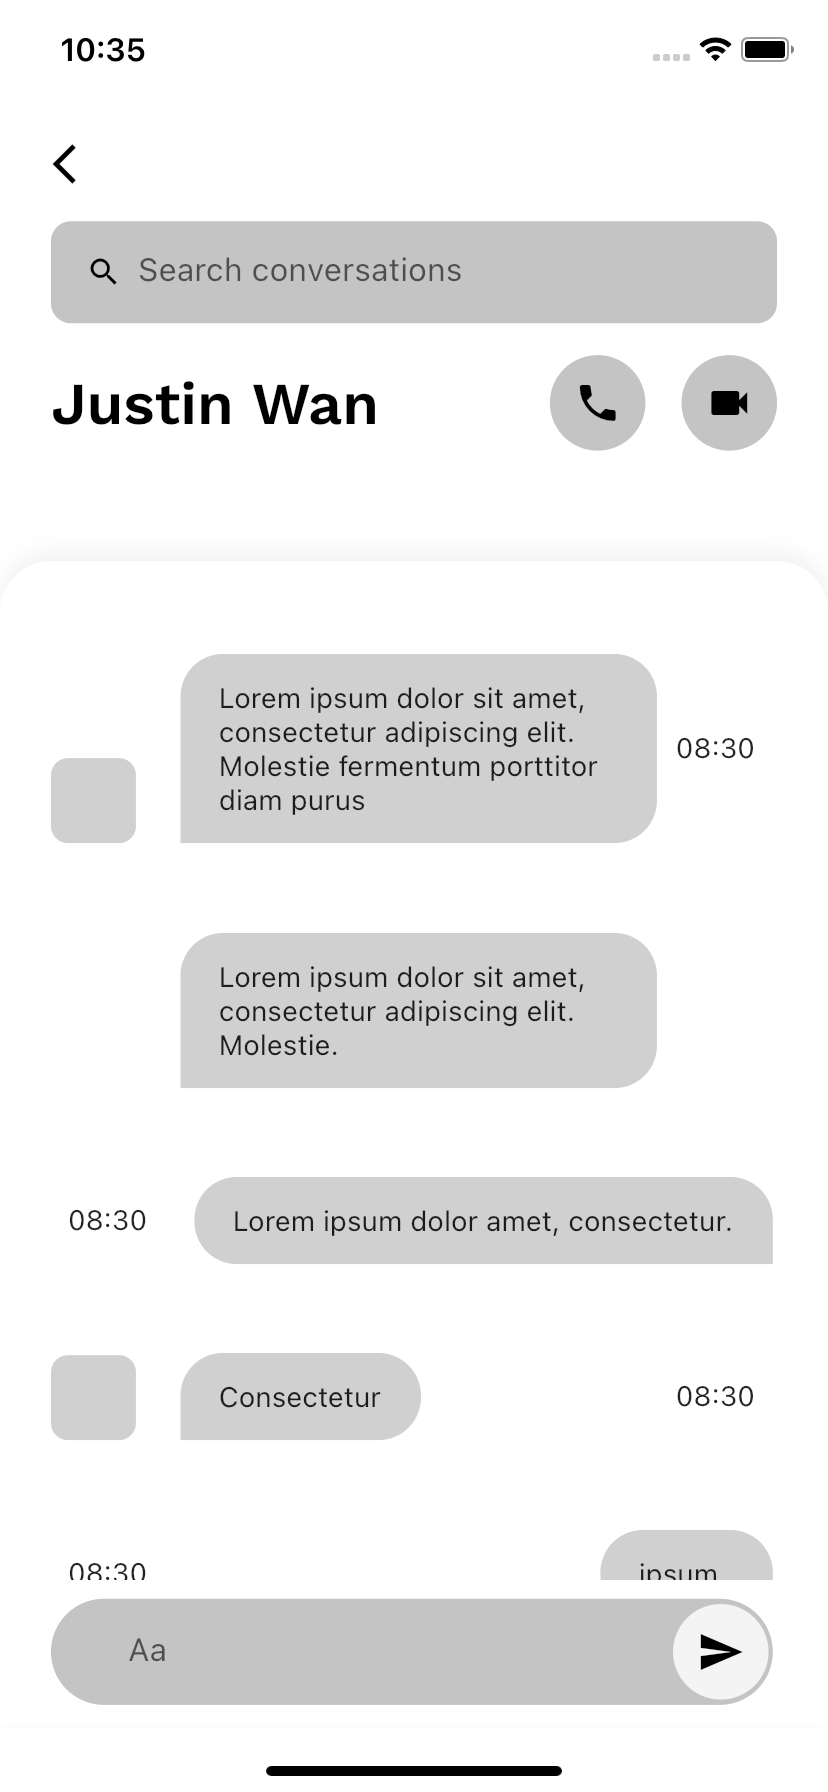 10:35
Search conversations
Justin Wan
Lorem ipsum dolor sit amet,
consectetur adipiscing elit.
Molestie fermentum porttitor
diam purus
08:30
Lorem ipsum dolor sit amet,
consectetur adipiscing elit.
Molestie.
08:30
Lorem ipsum dolor amet, consectetur.
Consectetur
08:30
08:30
ipsum
Aa